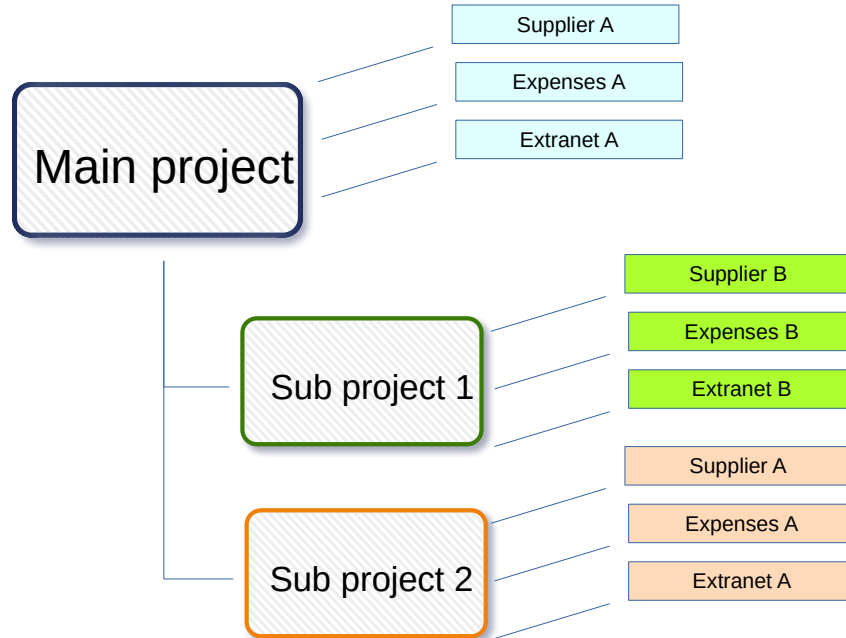 Supplier A
Expenses A
Extranet A
Main project
Supplier B
Expenses B
Extranet B
Sub project 1
Supplier A
Expenses A
Extranet A
Sub project 2